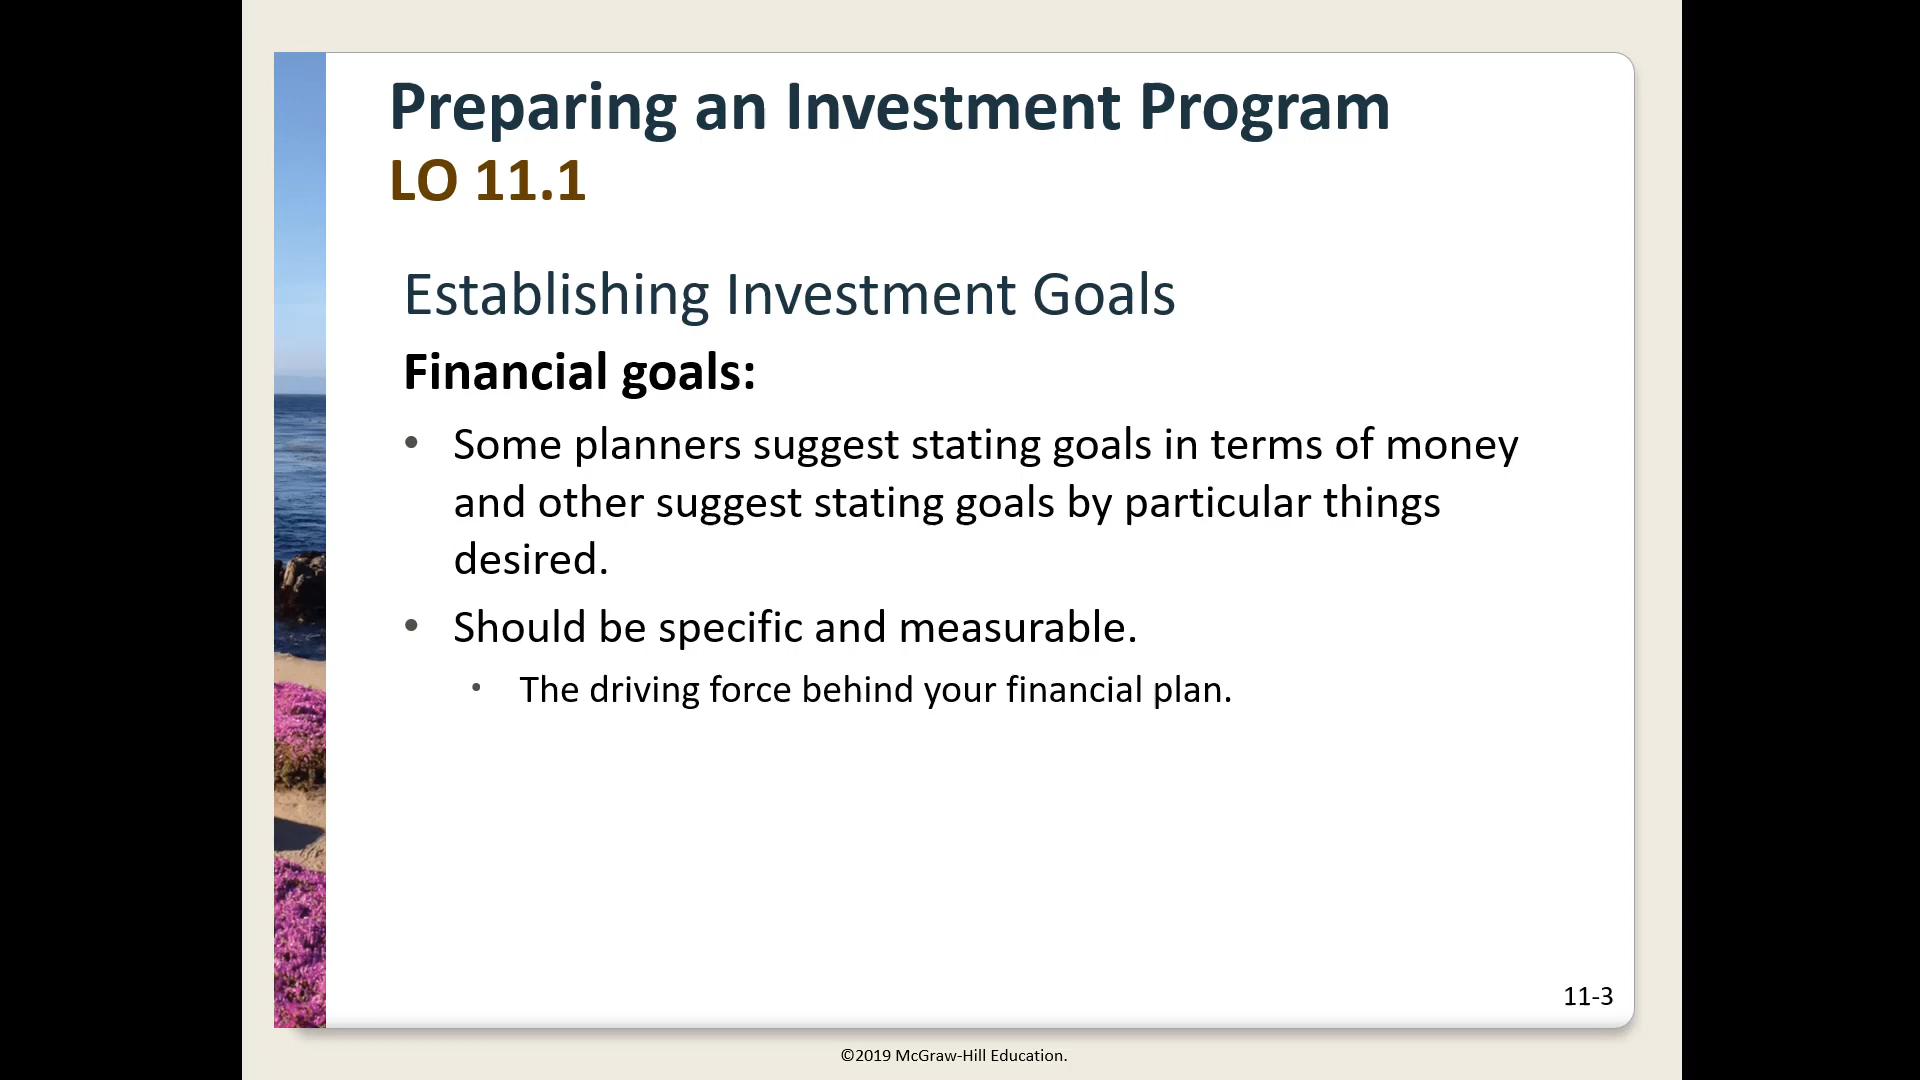 Preparing an Investment Program
LO 11.1
Establishing Investment Goals
Financial goals:
• Some planners suggest stating goals in terms of money
and other suggest stating goals by particular things
desired.
• Should be specific and measurable.
• The driving force behind your financial plan.
11-3
©2019 McGraw-Hill Education.